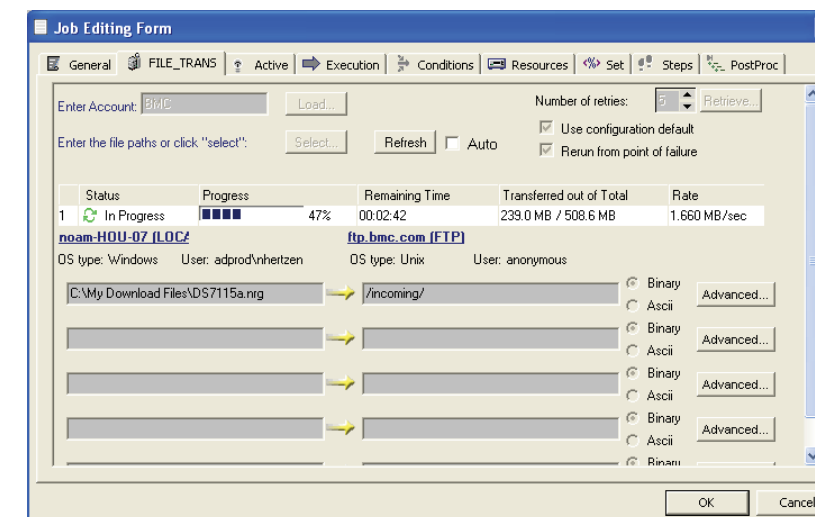 Job Editing Form
General FILE_TRANS Active Execution Conditions Resources Set Steps PostProc
Enter Account: BMC Load... Number of retries: 5 Retrieve...
Use configuration default
Enter the file paths or click "select": Select... Refresh Auto
Rerun from point of failure
Status Progress Remaining Time Transferred out of Total Rate
1 In Progress 47% 00:02:42 239.0 MB / 508.6 MB 1.660 MB/sec
noam-HOU-07 (LOCA ftp.bmc.com (FTP)
OS type: Windows User: adprod\nhertzen OS type: Unix User: anonymous
C:\My Download Files\DS7115a.nrg /incoming/ Binary Advanced...
Ascii
Binary Advanced...
Ascii
Binary Advanced...
Ascii
Binary Advanced...
Ascii
Binary
OK Cancel